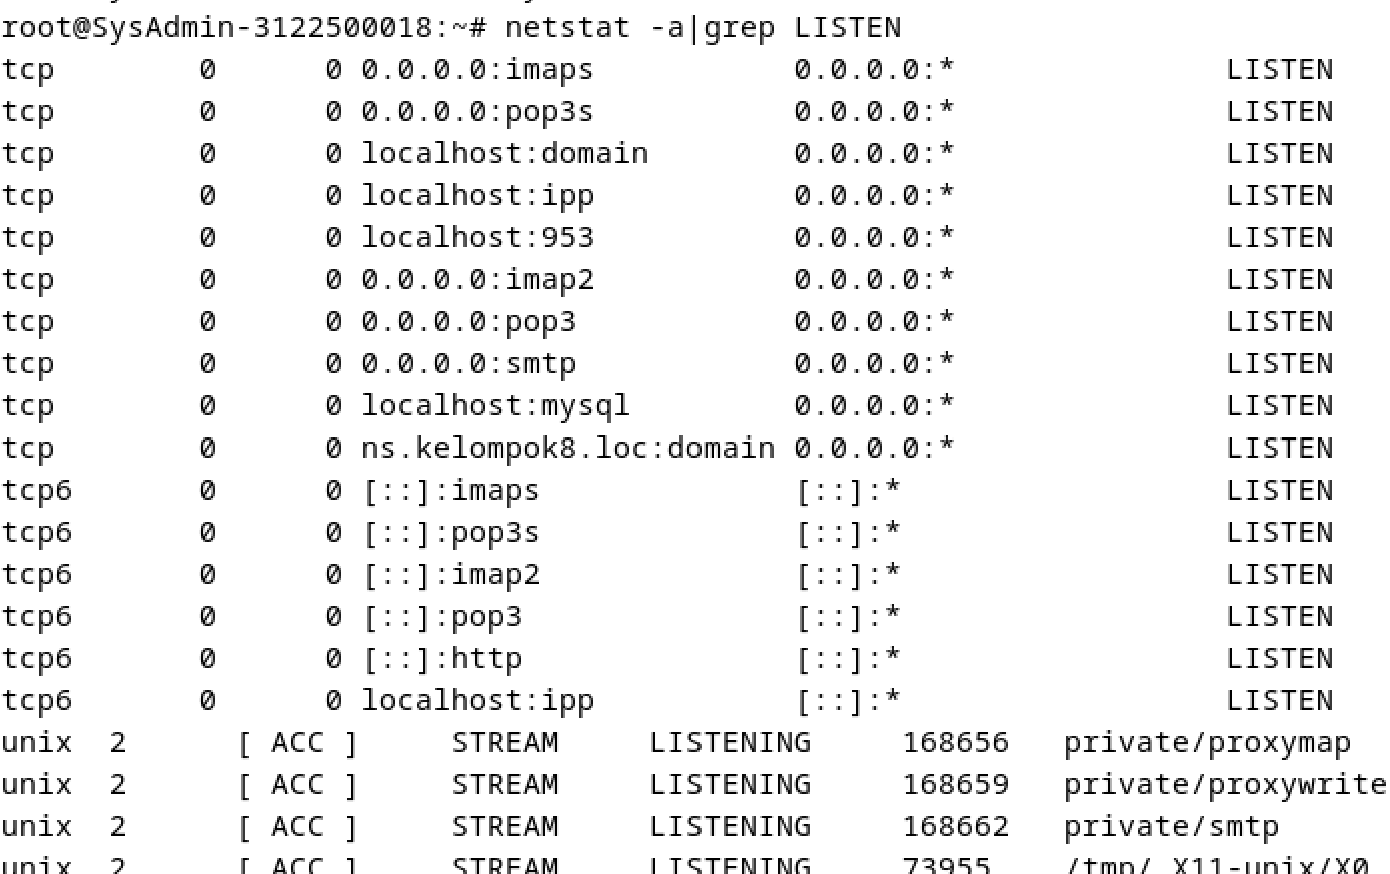 root@SysAdmin-3122500018:~# netstat -a|grep LISTEN
tcp        0      0 0.0.0.0:imaps           0.0.0.0:*               LISTEN
tcp        0      0 0.0.0.0:pop3s           0.0.0.0:*               LISTEN
tcp        0      0 localhost:domain        0.0.0.0:*               LISTEN
tcp        0      0 localhost:ipp           0.0.0.0:*               LISTEN
tcp        0      0 localhost:953           0.0.0.0:*               LISTEN
tcp        0      0 0.0.0.0:imap2           0.0.0.0:*               LISTEN
tcp        0      0 0.0.0.0:pop3            0.0.0.0:*               LISTEN
tcp        0      0 0.0.0.0:smtp            0.0.0.0:*               LISTEN
tcp        0      0 localhost:mysql         0.0.0.0:*               LISTEN
tcp        0      0 ns.kelompok8.loc:domain 0.0.0.0:*               LISTEN
tcp6       0      0 [::]:imaps              [::]:*                  LISTEN
tcp6       0      0 [::]:pop3s              [::]:*                  LISTEN
tcp6       0      0 [::]:imap2              [::]:*                  LISTEN
tcp6       0      0 [::]:pop3               [::]:*                  LISTEN
tcp6       0      0 [::]:http               [::]:*                  LISTEN
tcp6       0      0 localhost:ipp           [::]:*                  LISTEN
unix  2      [ ACC ]     STREAM     LISTENING     168656   private/proxymap
unix  2      [ ACC ]     STREAM     LISTENING     168659   private/proxywrite
unix  2      [ ACC ]     STREAM     LISTENING     168662   private/smtp
unix  2      [ ACC ]     STREAM     LISTENING     73955    /tmp/.X11-unix/X0